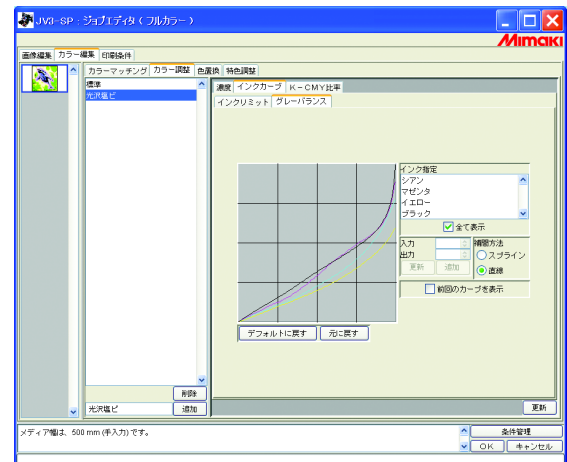 JV3-SP : ジョブエディタ ( フルカラー )
Mimaki
画像編集 カラー編集 印刷条件
カラーマッチング カラー調整 色置換 特色調整
標準
光沢塩ビ
濃度 インクカーブ K-CMY比率
インクリミット グレーバランス
インク指定
シアン
マゼンタ
イエロー
ブラック
全て表示
入力
出力
更新 追加
補間方法
スプライン
直線
前回のカーブを表示
デフォルトに戻す 元に戻す
削除
光沢塩ビ 追加
更新
メディア幅は、500 mm (手入力) です。
条件管理
OK キャンセル